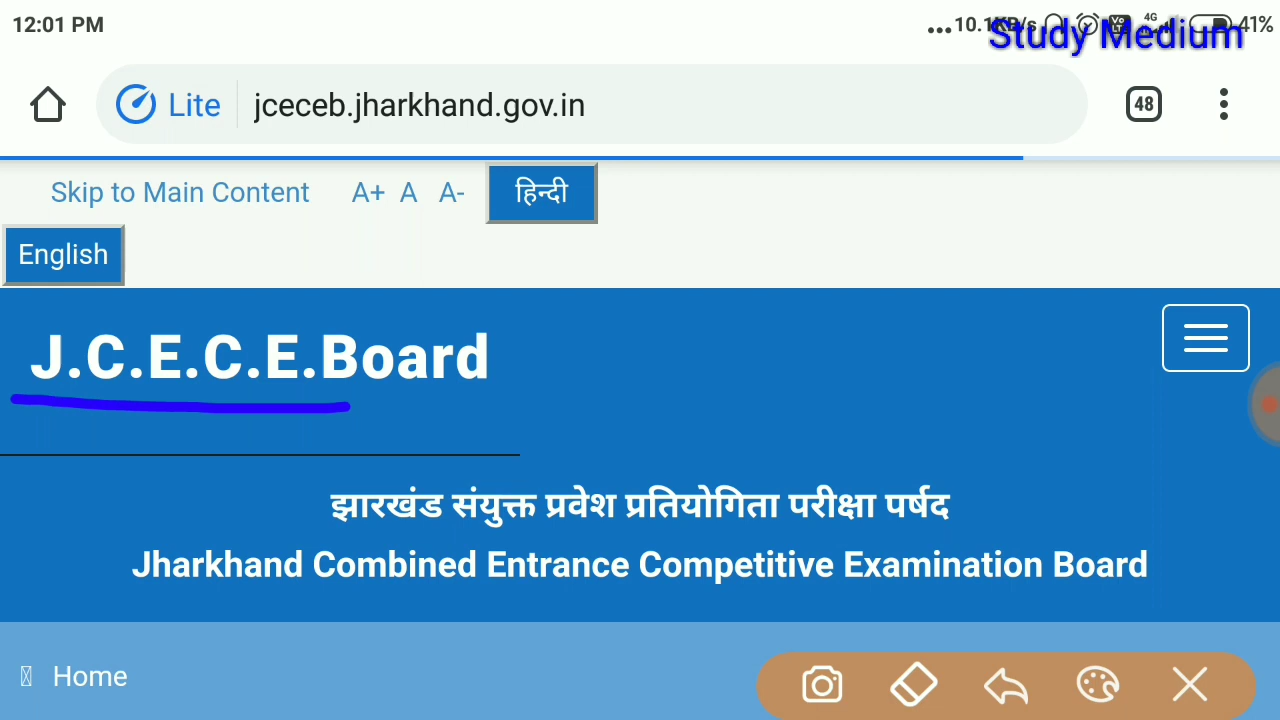 12:01 PM
...10.1KB/s 4G 41%
Study Medium
Lite jceceb.jharkhand.gov.in 48
Skip to Main Content A+ A A- हिन्दी
English
J.C.E.C.E.Board
झारखंड संयुक्त प्रवेश प्रतियोगिता परीक्षा पर्षद
Jharkhand Combined Entrance Competitive Examination Board
Home